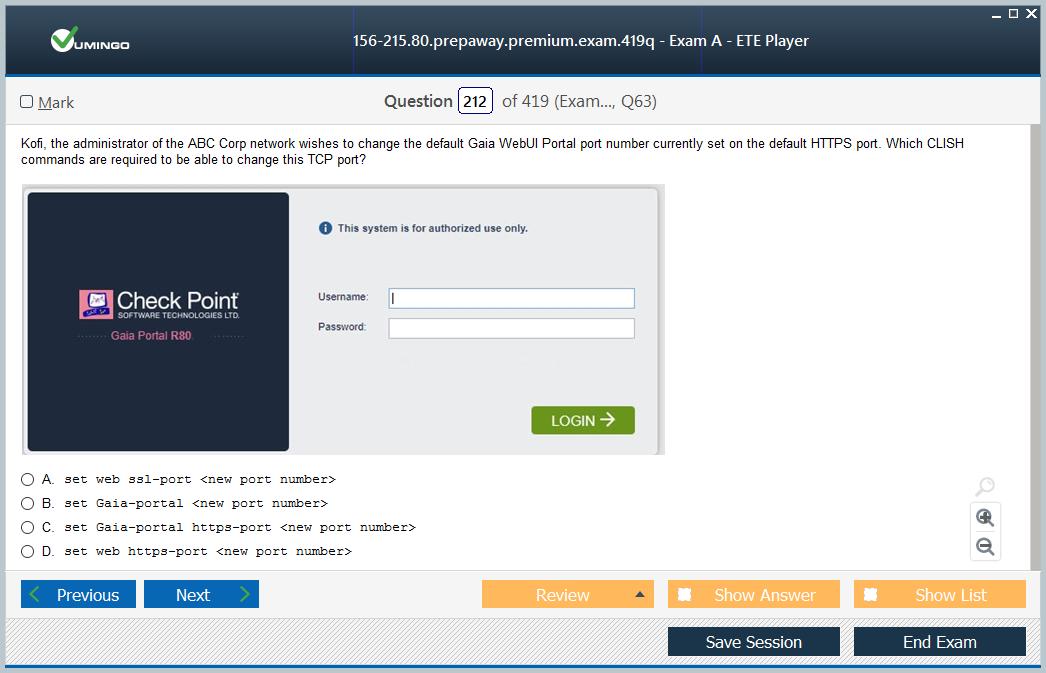 VUMINGO
156-215.80.prepaway.premium.exam.419q - Exam A - ETE Player
Mark
Question 212 of 419 (Exam..., Q63)
Kofi, the administrator of the ABC Corp network wishes to change the default Gaia WebUI Portal port number currently set on the default HTTPS port. Which CLISH
commands are required to be able to change this TCP port?
This system is for authorized use only.
Username:
Check Point
SOFTWARE TECHNOLOGIES LTD.
Password:
Gaia Portal R80
LOGIN
A. set web ssl-port <new port number>
B. set Gaia-portal <new port number>
C. set Gaia-portal https-port <new port number>
D. set web https-port <new port number>
Previous Next Review Show Answer Show List
Save Session End Exam